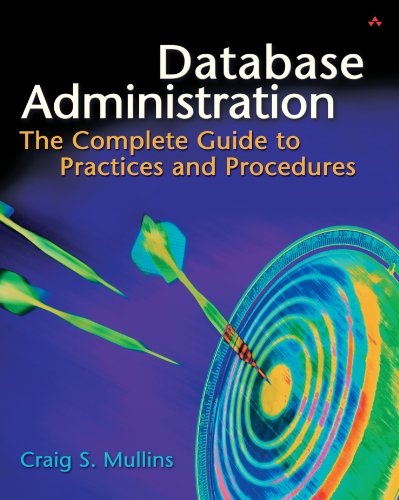 Database
Administration
The Complete Guide to
Practices and Procedures
Craig S. Mullins